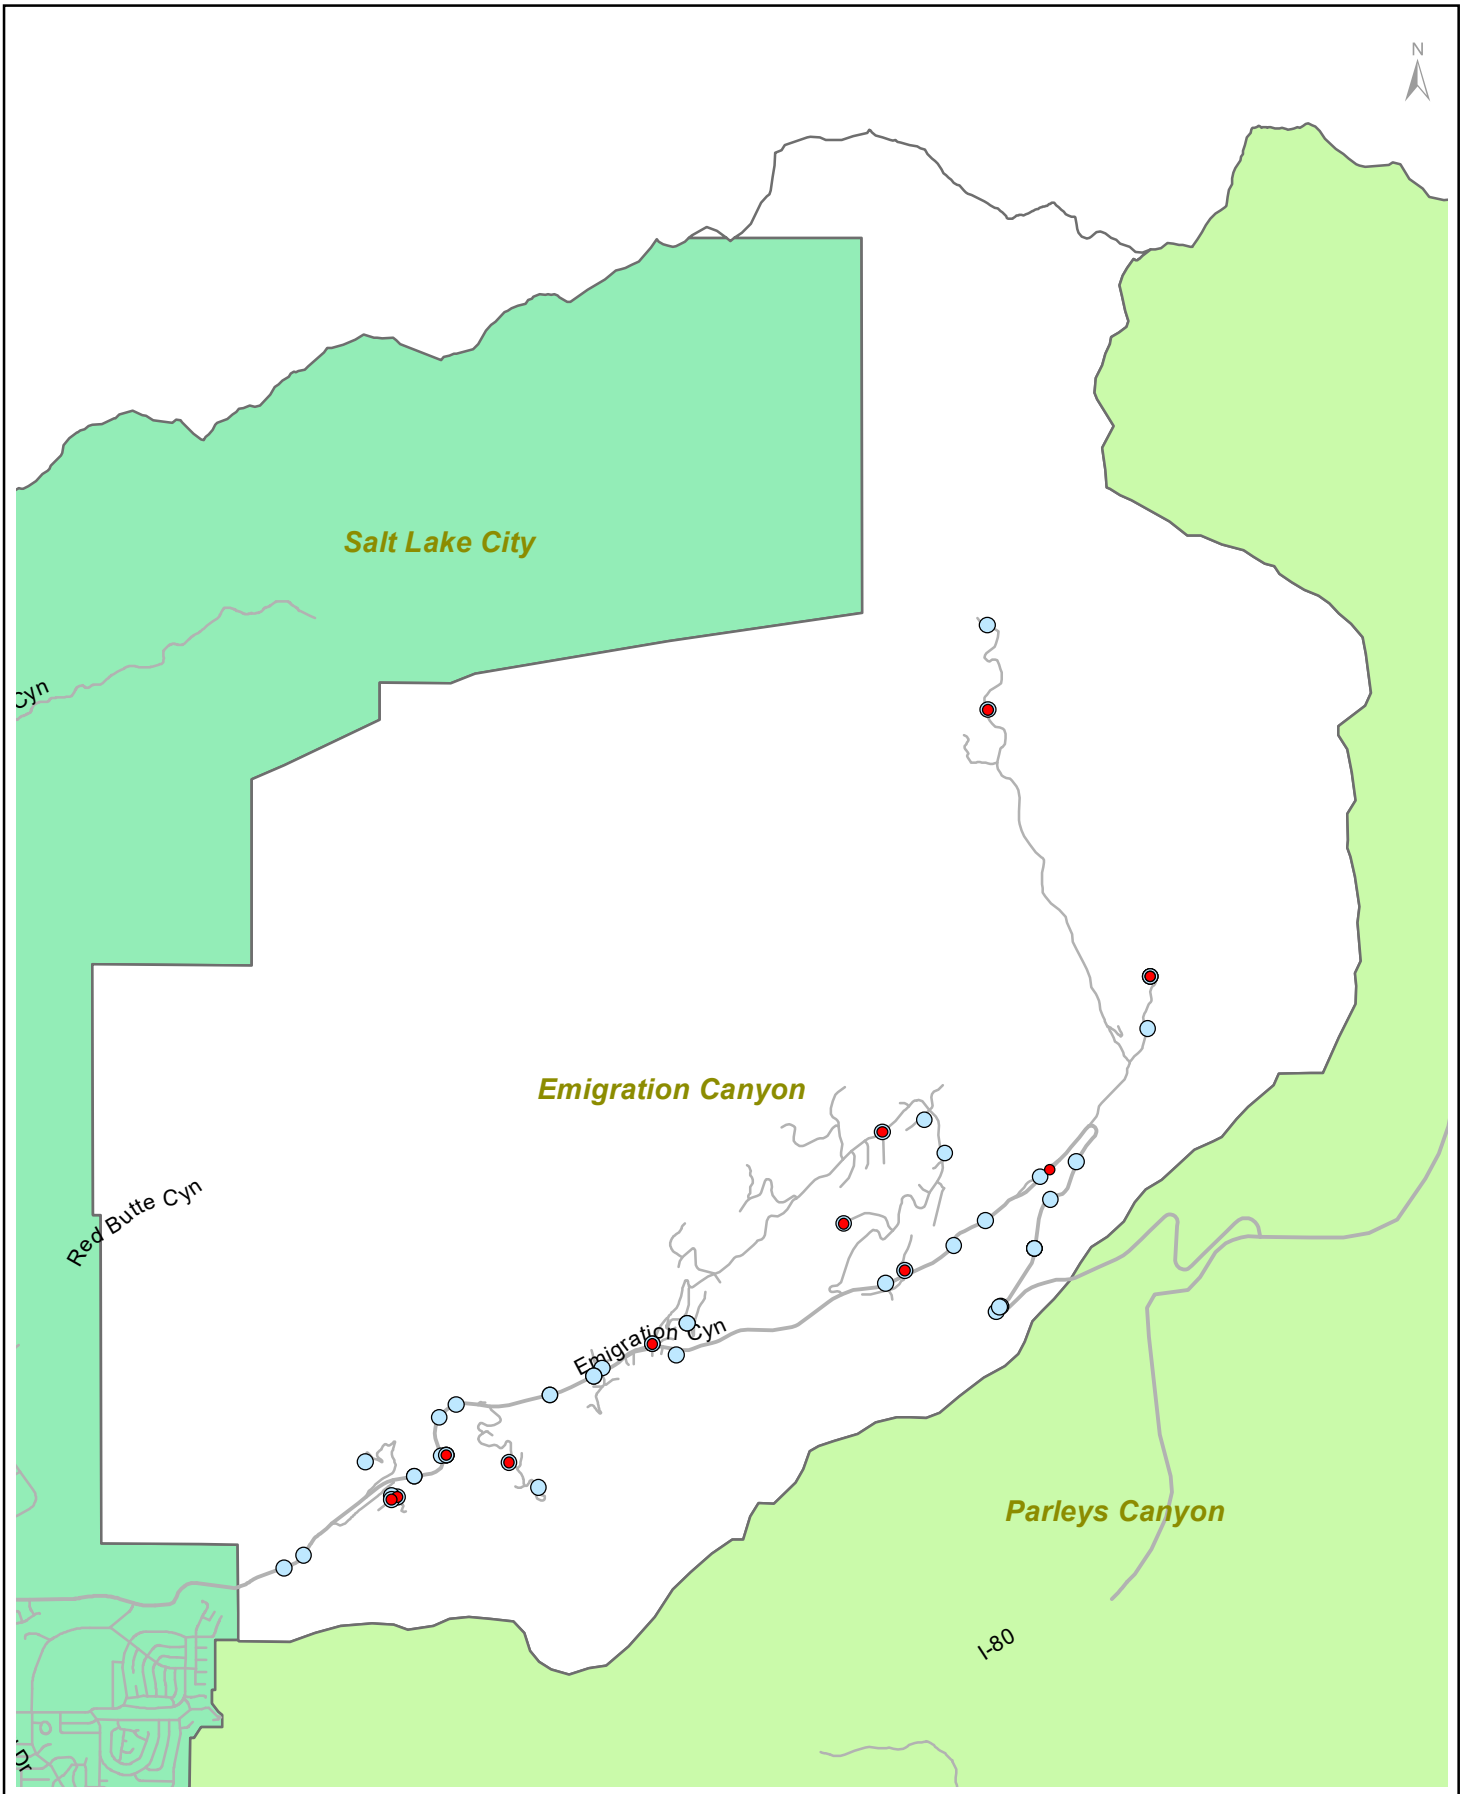 N
Salt Lake City
Cyn
Emigration Canyon
Red Butte Cyn
Emigration Cyn
Parleys Canyon
I-80
Dr